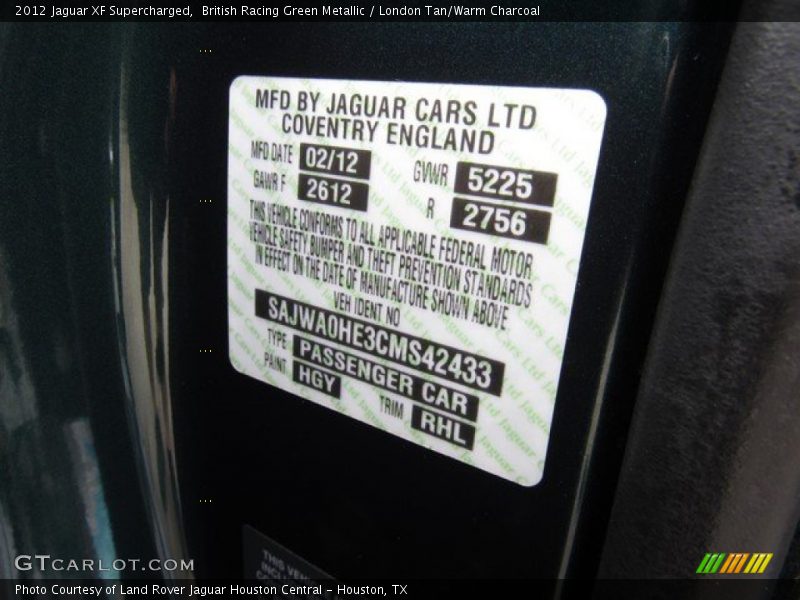 2012 Jaguar XF Supercharged,  British Racing Green Metallic / London Tan/Warm Charcoal
MFD BY JAGUAR CARS LTD
COVENTRY ENGLAND
MFD DATE 02/12 GVWR 5225
GAWR F 2612 R 2756
THIS VEHICLE CONFORMS TO ALL APPLICABLE FEDERAL MOTOR
VEHICLE SAFETY BUMPER AND THEFT PREVENTION STANDARDS
IN EFFECT ON THE DATE OF MANUFACTURE SHOWN ABOVE
VEH IDENT NO
SAJWA0HE3CMS42433
TYPE PASSENGER CAR
PAINT HGY TRIM RHL
THIS VEHI
GTCARLOT.COM
Photo Courtesy of Land Rover Jaguar Houston Central - Houston, TX